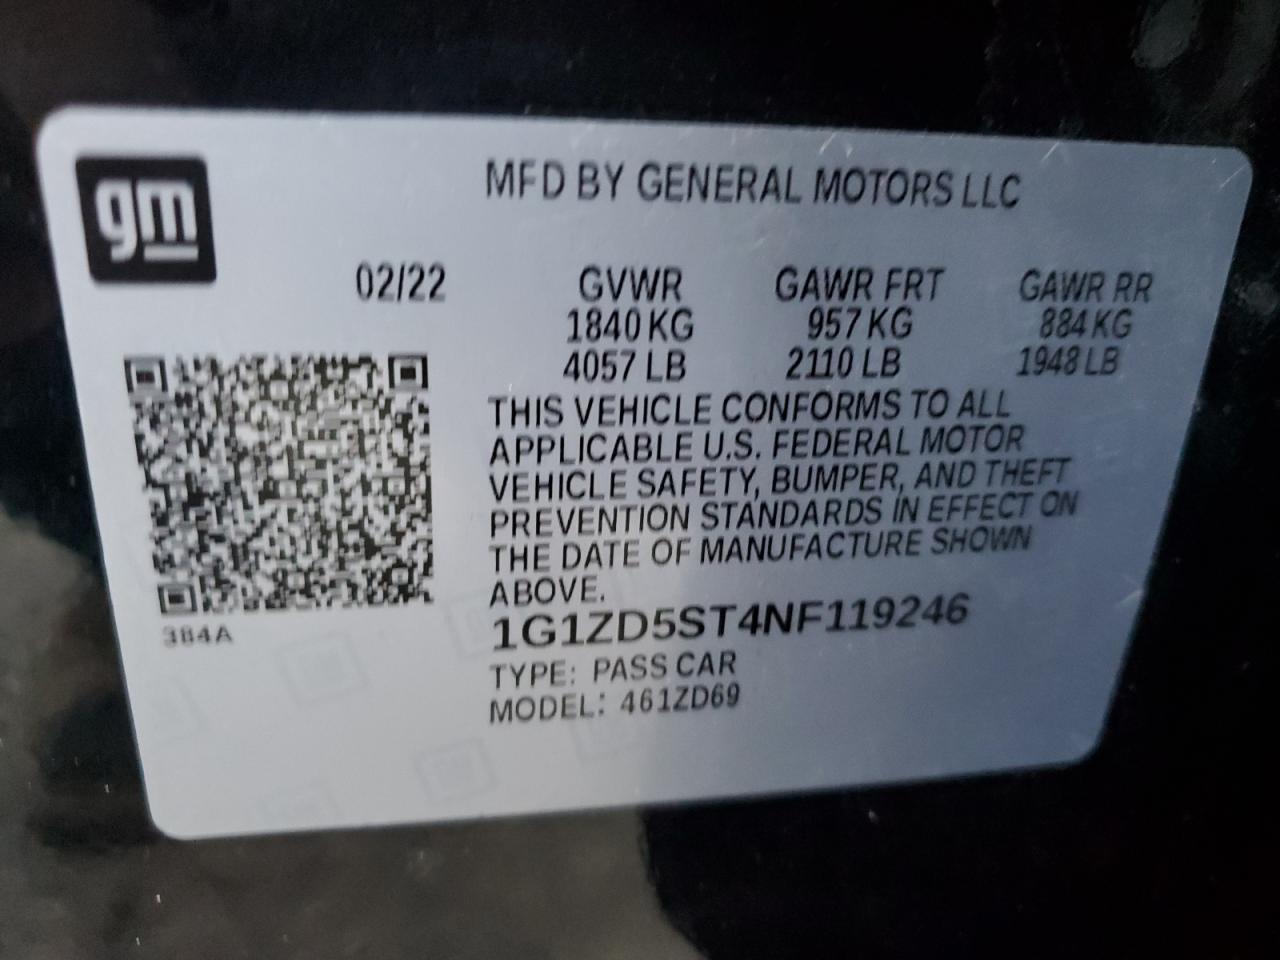 gm
MFD BY GENERAL MOTORS LLC
02/22 GVWR GAWR FRT GAWR RR
1840 KG 957 KG 884 KG
4057 LB 2110 LB 1948 LB
THIS VEHICLE CONFORMS TO ALL
APPLICABLE U.S. FEDERAL MOTOR
VEHICLE SAFETY, BUMPER, AND THEFT
PREVENTION STANDARDS IN EFFECT ON
THE DATE OF MANUFACTURE SHOWN
ABOVE.
384A
1G1ZD5ST4NF119246
TYPE: PASS CAR
MODEL: 461ZD69